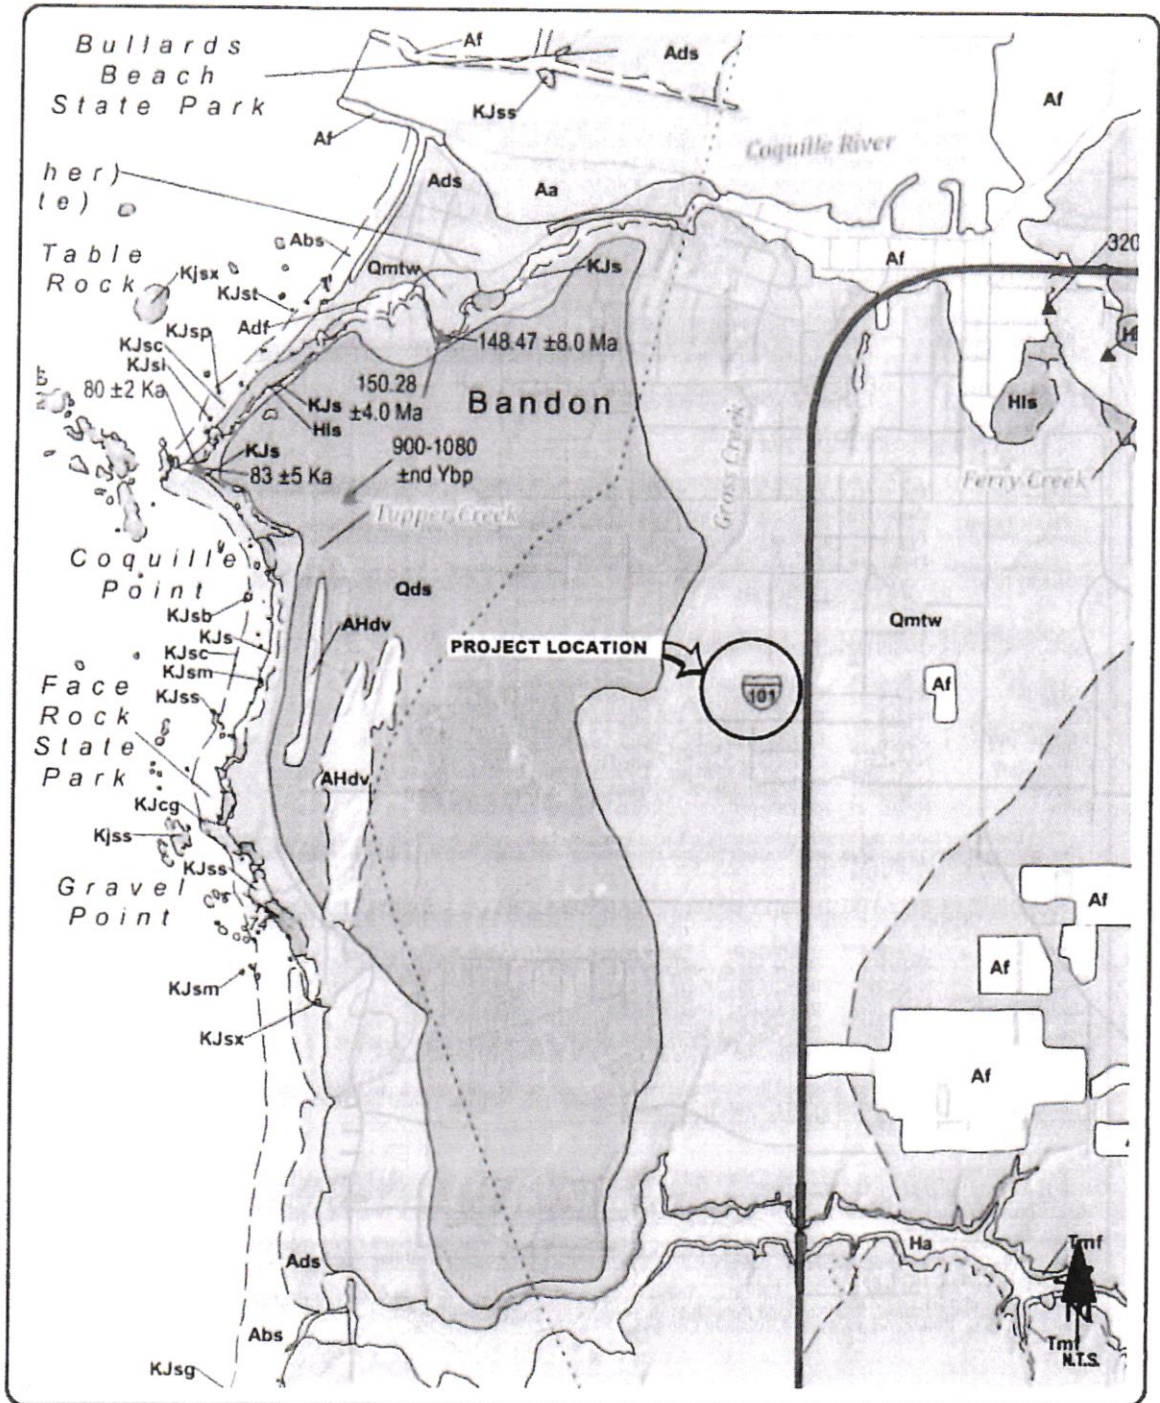 Bullards
Beach
State Park
Af
Ads
KJss
Af
Af
Coquille River
her)
te)
Ads
Aa
Abs
Table
Rock
Kjsx
KJst
Qmtw
KJs
Af
320
Adf
KJsp
KJsc
KJsi
80 ±2 Ka
148.47 ±8.0 Ma
150.28
±4.0 Ma
KJs
Hls
Bandon
Hls
KJs
83 ±5 Ka
900-1080
±nd Ybp
Gross Creek
Ferry Creek
Tupper Creek
Coquille
Point
KJsb
Qds
AHdv
Qmtw
KJs
KJsc
KJsm
PROJECT LOCATION
101
Af
Face
Rock
State
Park
KJss
AHdv
KJcg
Kjss
KJss
Gravel
Point
Af
Af
KJsm
KJsx
Af
Ads
Ha
Tmf
Abs
Tmf
N.T.S.
KJsg